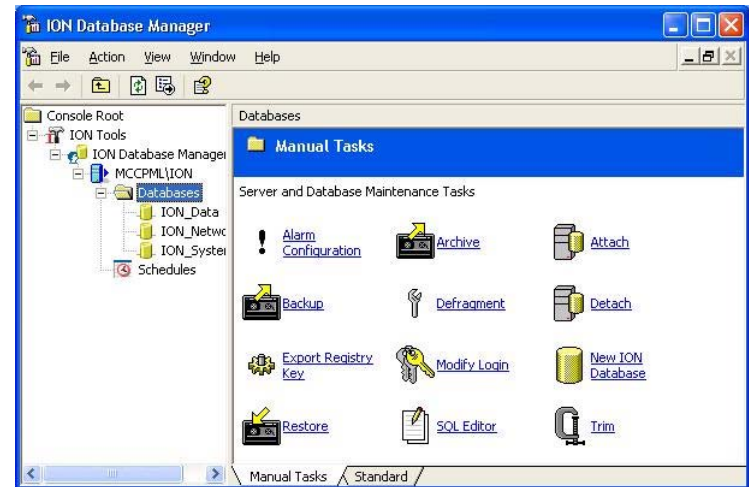 ION Database Manager
File Action View Window Help
Console Root
ION Tools
ION Database Manager
MCCPML\ION
Databases
ION_Data
ION_Netwc
ION_Syster
Schedules
Databases
Manual Tasks
Server and Database Maintenance Tasks
Alarm
Configuration
Archive
Attach
Backup
Defragment
Detach
Export Registry
Key
Modify Login
New ION
Database
Restore
SQL Editor
Trim
Manual Tasks Standard